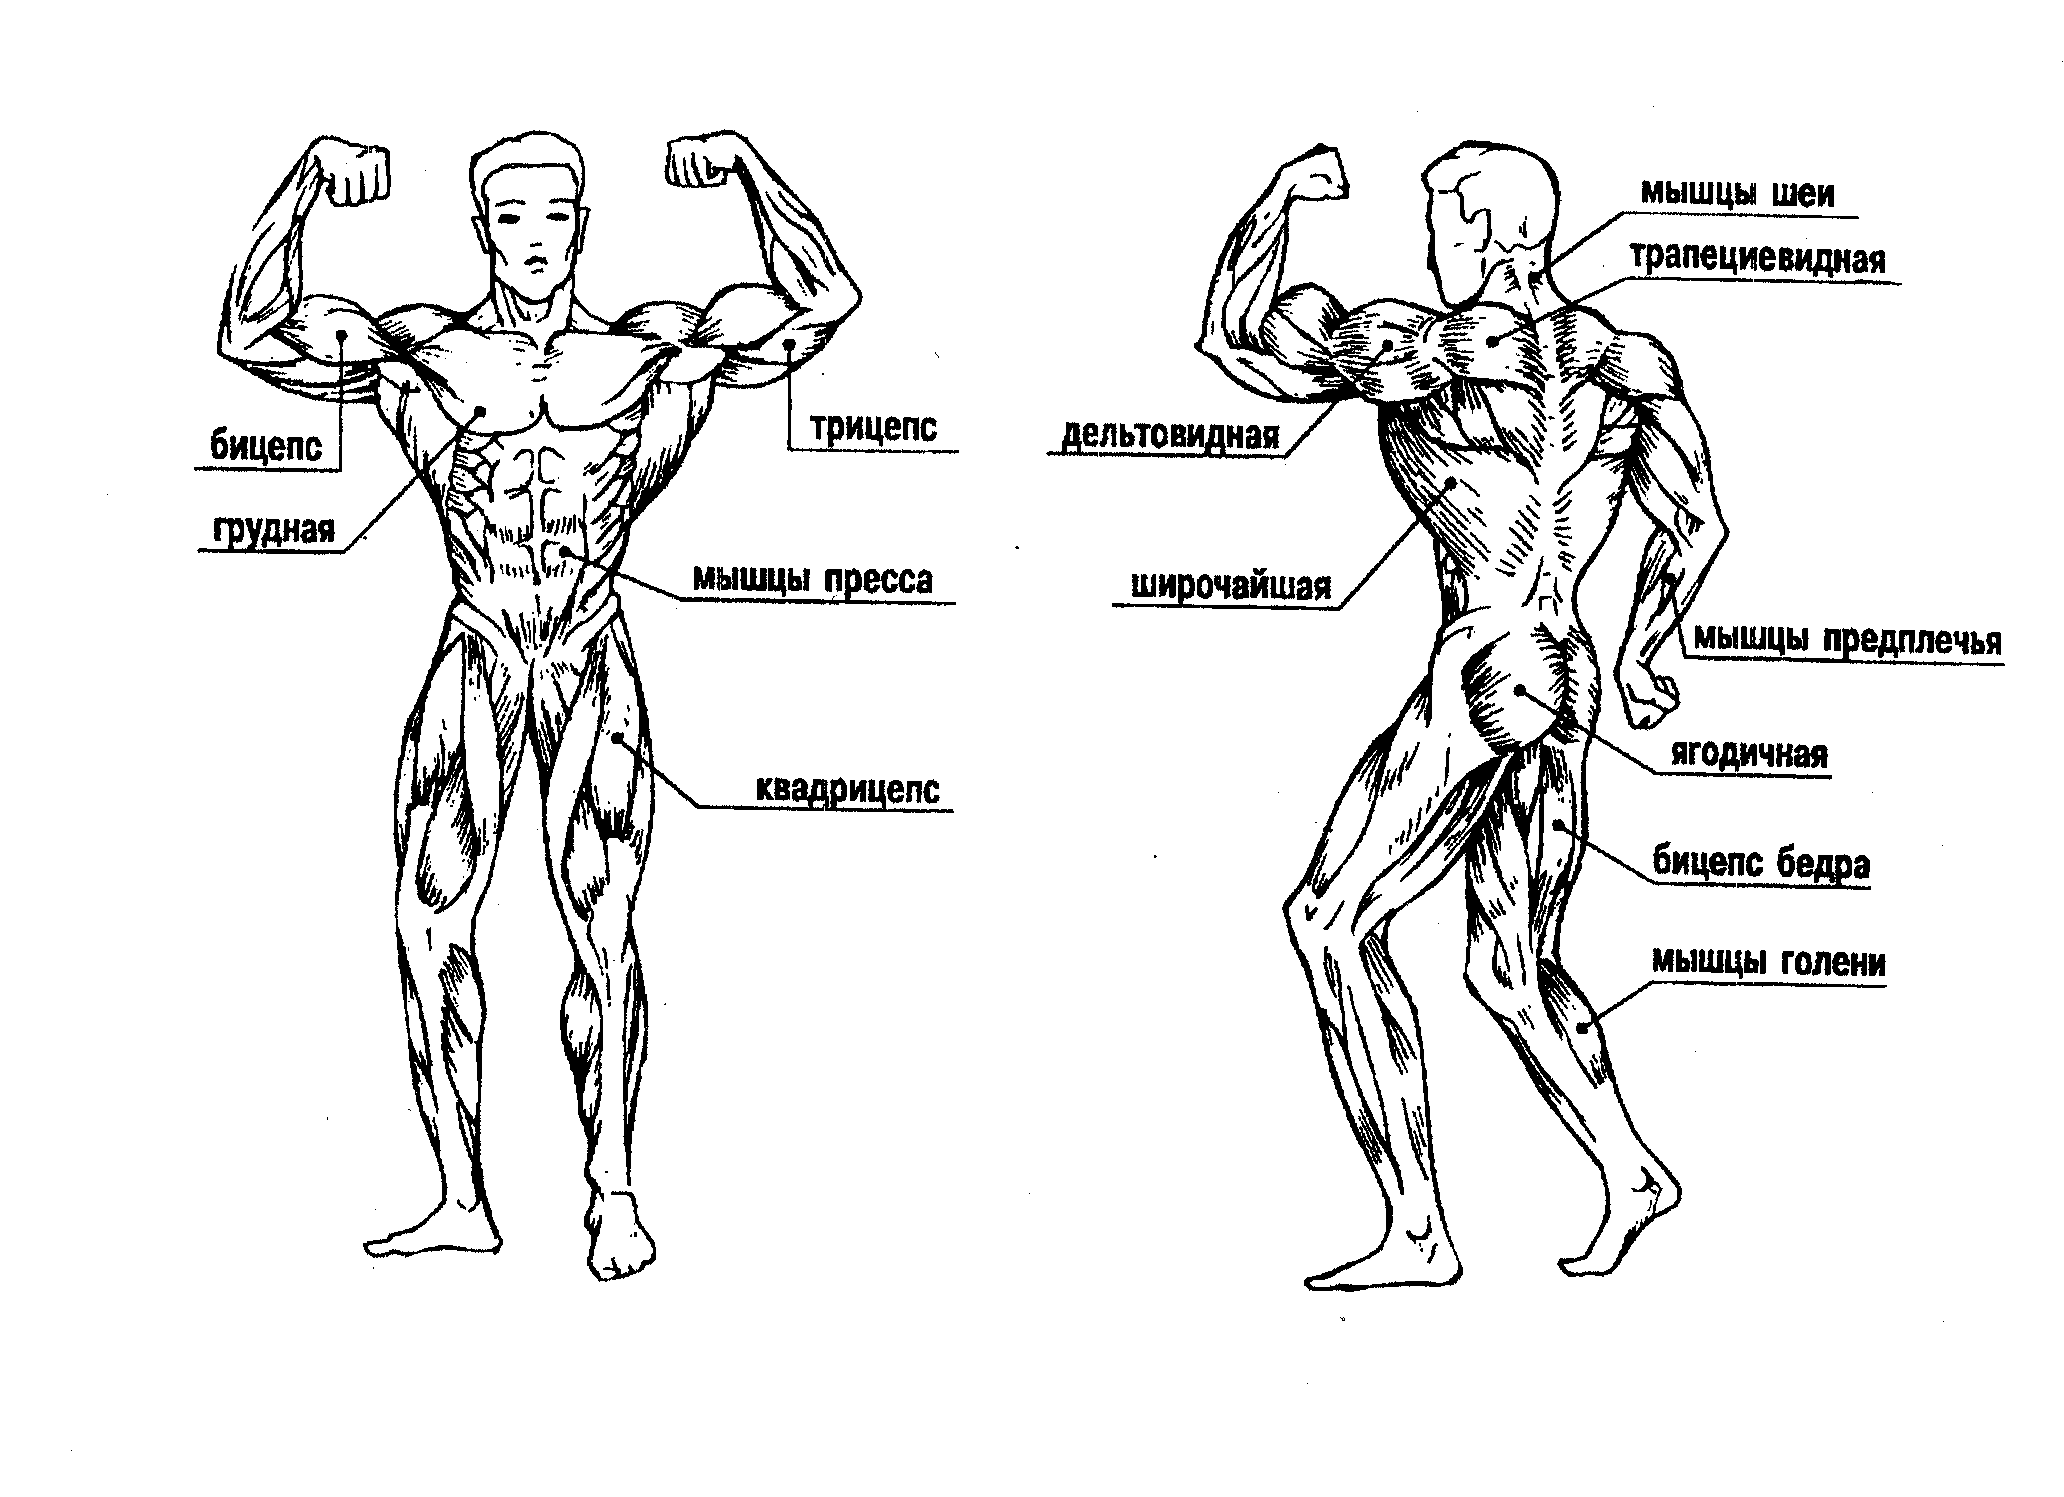 бицепс
трицепс
грудная
мышцы пресса
квадрицепс
мышцы шеи
трапециевидная
дельтовидная
широчайшая
мышцы предплечья
ягодичная
бицепс бедра
мышцы голени